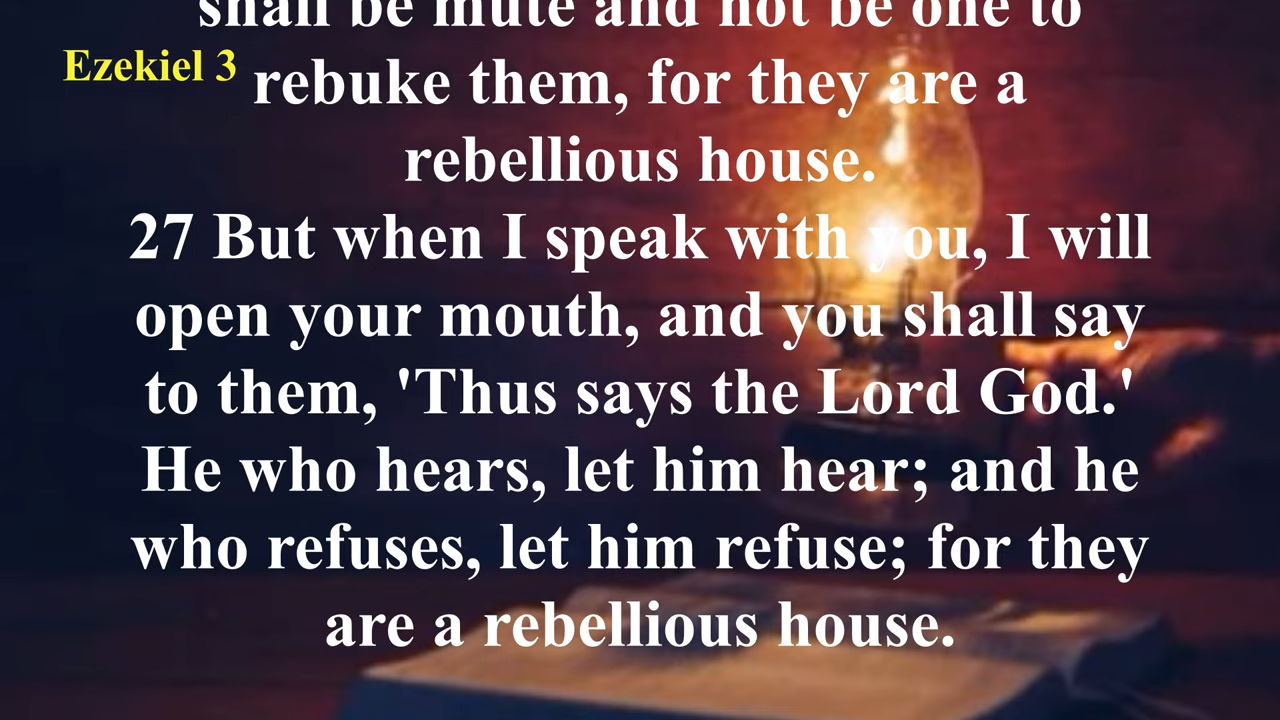 shall be mute and not be one to
Ezekiel 3
rebuke them, for they are a
rebellious house.
27 But when I speak with you, I will
open your mouth, and you shall say
to them, 'Thus says the Lord God.'
He who hears, let him hear; and he
who refuses, let him refuse; for they
are a rebellious house.